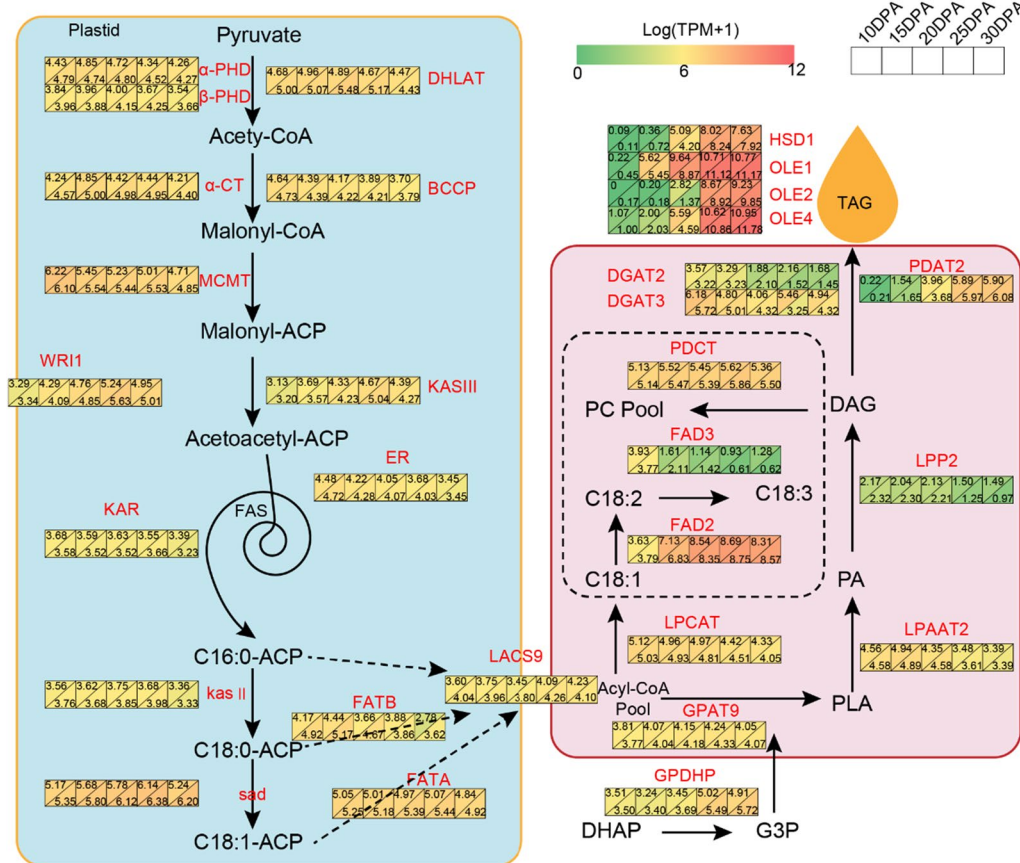 Plastid
Pyruvate
4.43 4.85 4.72 4.34 4.26
4.79 4.74 4.80 4.52 4.27
α-PHD
3.84 3.96 4.00 3.67 3.54
3.96 3.88 4.15 4.25 3.66
β-PHD
4.68 4.96 4.89 4.67 4.47
5.00 5.07 5.48 5.17 4.43
DHLAT
Acety-CoA
4.24 4.85 4.42 4.44 4.21
4.57 5.00 4.98 4.95 4.40
α-CT
4.64 4.39 4.17 3.89 3.70
4.73 4.39 4.22 4.21 3.79
BCCP
Malonyl-CoA
6.22 5.45 5.23 5.01 4.71
6.10 5.54 5.44 5.53 4.85
MCMT
Malonyl-ACP
WRI1
3.29 4.29 4.76 5.24 4.95
3.34 4.09 4.85 5.63 5.01
3.13 3.69 4.33 4.67 4.39
3.20 3.57 4.23 5.04 4.27
KASIII
Acetoacetyl-ACP
ER
4.48 4.22 4.05 3.68 3.45
4.72 4.28 4.07 4.03 3.45
FAS
KAR
3.68 3.59 3.63 3.55 3.39
3.58 3.52 3.52 3.66 3.23
C16:0-ACP
3.56 3.62 3.75 3.68 3.36
3.76 3.68 3.85 3.98 3.33
kas II
FATB
4.17 4.44 3.66 3.88 2.78
4.92 5.17 4.67 3.86 3.62
C18:0-ACP
5.17 5.68 5.78 6.14 5.24
5.35 5.80 6.12 6.38 6.20
sad
FATA
5.05 5.01 4.97 5.07 4.84
5.25 5.18 5.39 5.44 4.92
C18:1-ACP
LACS9
3.60 3.75 3.45 4.09 4.23
4.04 3.96 3.80 4.26 4.10
Log(TPM+1)
0 6 12
10DPA 15DPA 20DPA 25DPA 30DPA
0.09 0.36 5.09 8.02 7.63
0.11 0.72 4.20 8.24 7.92
HSD1
0.22 5.62 9.64 10.71 10.77
0.45 5.45 8.87 11.12 11.17
OLE1
0 0.20 2.82 8.67 9.23
0.17 0.18 1.37 8.92 9.85
OLE2
1.07 2.00 5.59 10.62 10.95
1.00 2.03 4.59 10.86 11.78
OLE4
TAG
DGAT2
3.57 3.29 1.88 2.16 1.68
3.22 3.23 2.10 1.52 1.45
DGAT3
6.18 4.80 4.06 5.46 4.94
5.72 5.01 4.32 3.25 4.32
PDAT2
0.22 1.54 3.96 5.89 5.90
0.21 1.65 3.68 5.97 6.08
PDCT
5.13 5.52 5.45 5.62 5.36
5.14 5.47 5.39 5.86 5.50
PC Pool
DAG
FAD3
3.93 1.61 1.14 0.93 1.28
3.77 2.11 1.42 0.61 0.62
C18:2
C18:3
LPP2
2.17 2.04 2.13 1.50 1.49
2.32 2.30 2.21 1.25 0.97
FAD2
3.63 7.13 8.54 8.69 8.31
3.79 6.83 8.35 8.75 8.57
C18:1
PA
LPCAT
5.12 4.96 4.97 4.42 4.33
5.03 4.93 4.81 4.51 4.05
LPAAT2
4.56 4.94 4.35 3.48 3.39
4.58 4.89 4.58 3.61 3.39
Acyl-CoA
Pool
PLA
GPAT9
3.81 4.07 4.15 4.24 4.05
3.77 4.04 4.18 4.33 4.07
GPDHP
3.51 3.24 3.45 5.02 4.91
3.50 3.40 3.69 5.49 5.72
DHAP
G3P